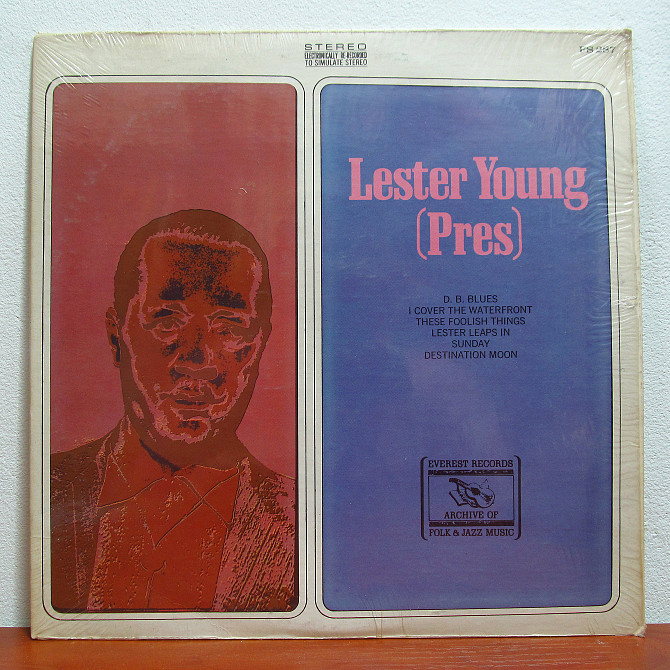 STEREO
ELECTRONICALLY RE-RECORDED
TO SIMULATE STEREO
FS 287
Lester Young
(Pres)
D. B. BLUES
I COVER THE WATERFRONT
THESE FOOLISH THINGS
LESTER LEAPS IN
SUNDAY
DESTINATION MOON
EVEREST RECORDS
ARCHIVE OF
FOLK & JAZZ MUSIC